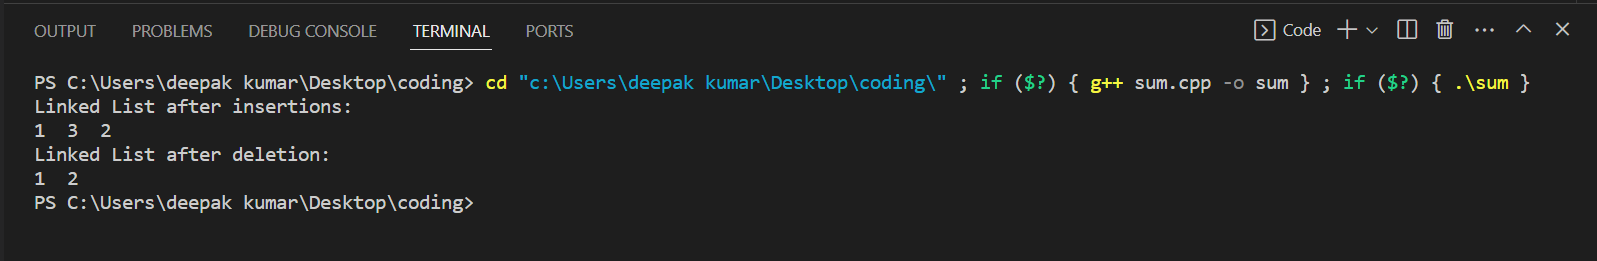 OUTPUT PROBLEMS DEBUG CONSOLE TERMINAL PORTS Code
PS C:\Users\deepak kumar\Desktop\coding> cd "c:\Users\deepak kumar\Desktop\coding\" ; if ($?) { g++ sum.cpp -o sum } ; if ($?) { .\sum }
Linked List after insertions:
1  3  2
Linked List after deletion:
1  2
PS C:\Users\deepak kumar\Desktop\coding>